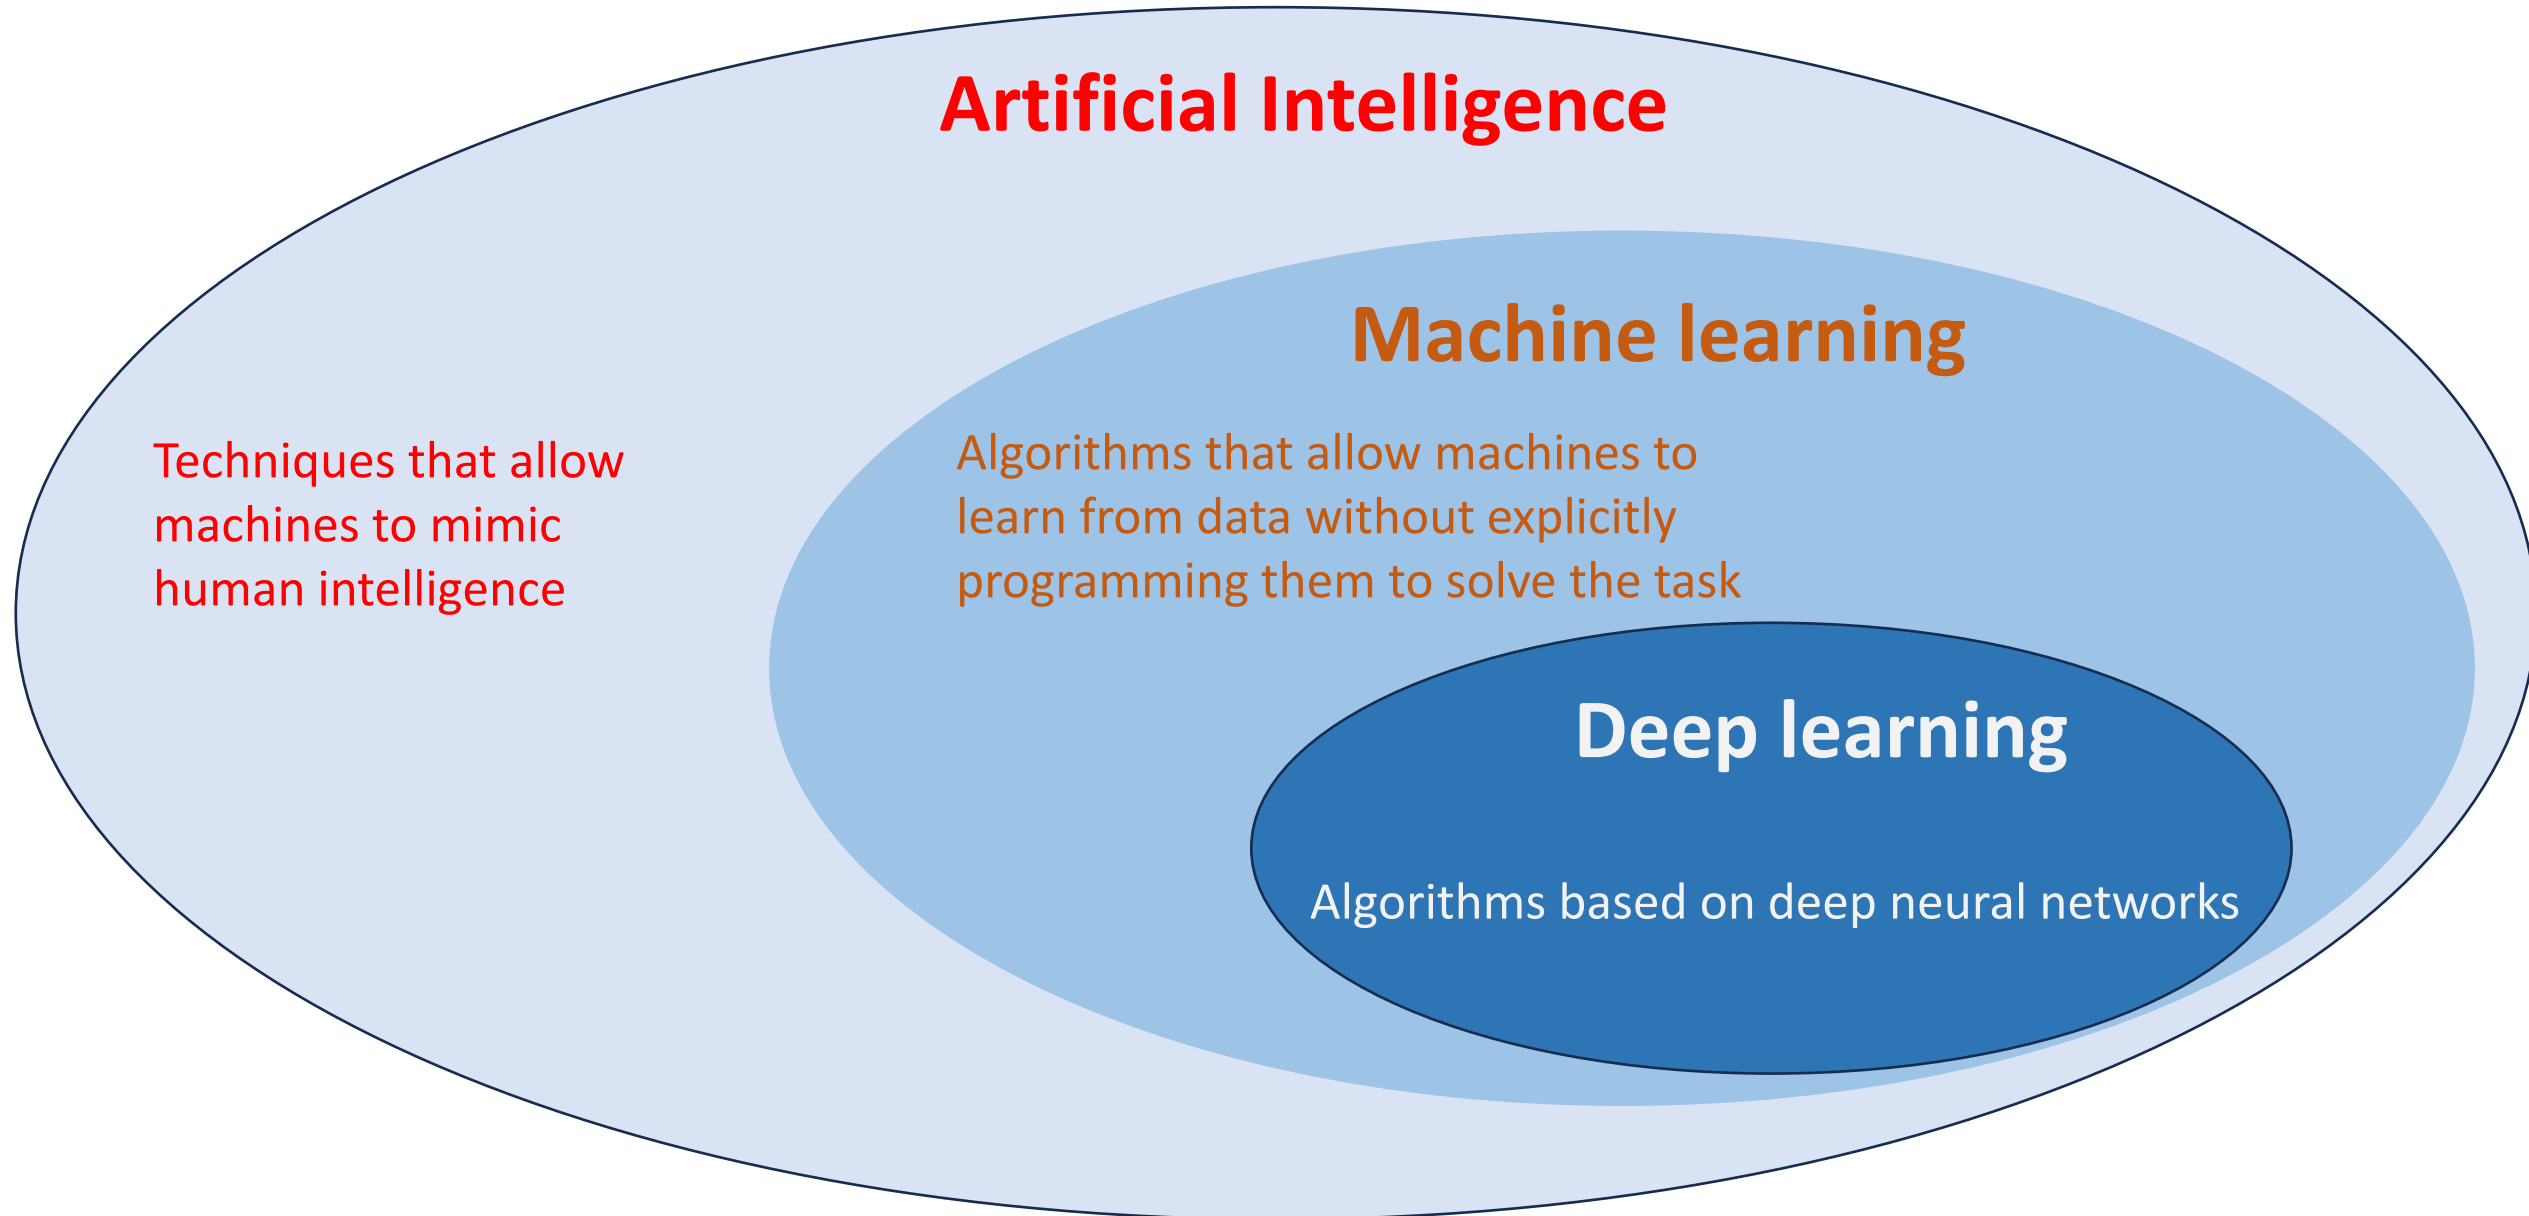 Artificial Intelligence
Machine learning
Techniques that allow
machines to mimic
human intelligence
Algorithms that allow machines to
learn from data without explicitly
programming them to solve the task
Deep learning
Algorithms based on deep neural networks